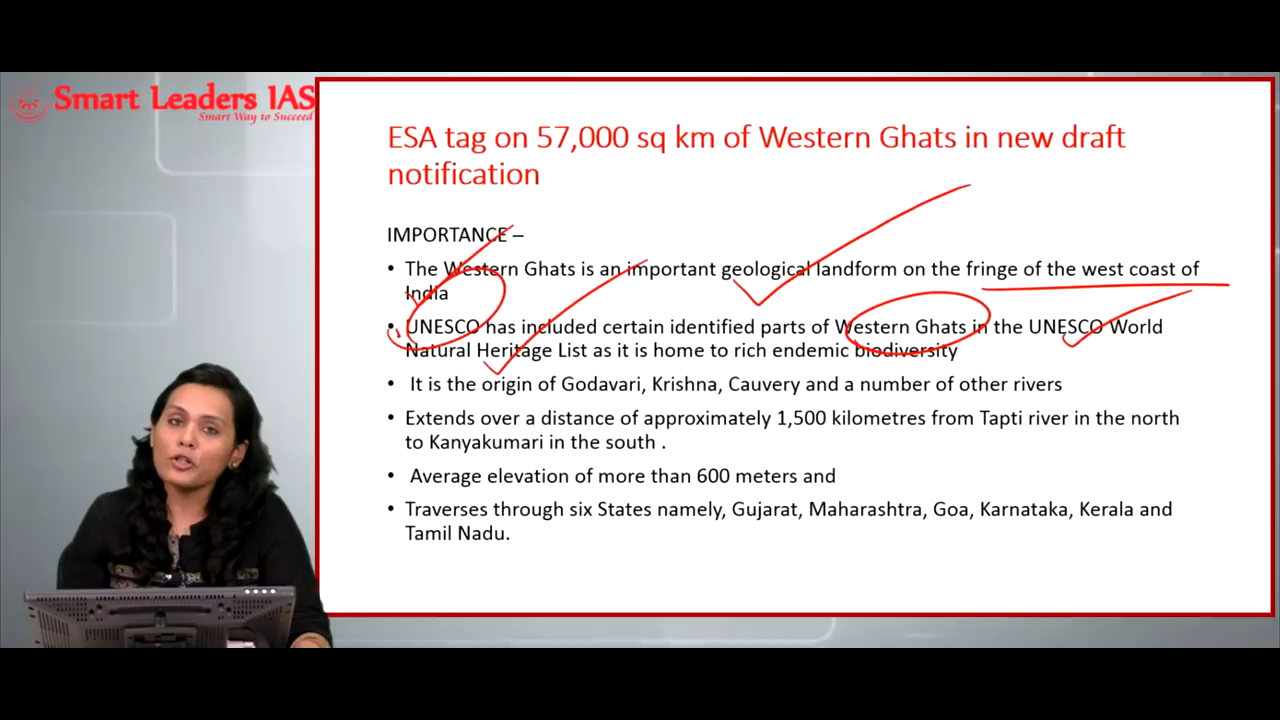 Smart Leaders IAS
Smart Way to Succeed
ESA tag on 57,000 sq km of Western Ghats in new draft
notification
IMPORTANCE –
• The Western Ghats is an important geological landform on the fringe of the west coast of
India
• UNESCO has included certain identified parts of Western Ghats in the UNESCO World
Natural Heritage List as it is home to rich endemic biodiversity
• It is the origin of Godavari, Krishna, Cauvery and a number of other rivers
• Extends over a distance of approximately 1,500 kilometres from Tapti river in the north
to Kanyakumari in the south .
• Average elevation of more than 600 meters and
• Traverses through six States namely, Gujarat, Maharashtra, Goa, Karnataka, Kerala and
Tamil Nadu.